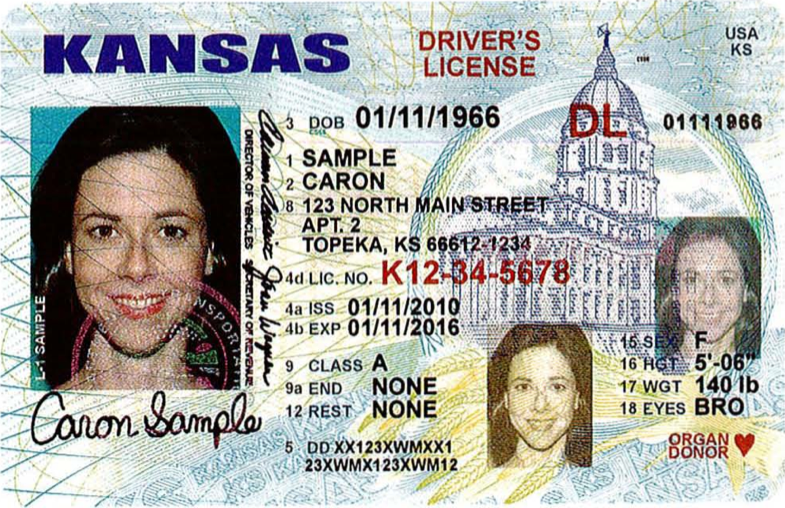 KANSAS
DRIVER'S
LICENSE
USA
KS
3 DOB 01/11/1966
DL
01111966
1 SAMPLE
2 CARON
8 123 NORTH MAIN STREET
APT. 2
TOPEKA, KS 66612-1234
4d LIC. NO. K12-34-5678
4a ISS 01/11/2010
4b EXP 01/11/2016
9 CLASS A
9a END NONE
12 REST NONE
5 DD XX123XWMXX1
23XWMX123XWM12
15 SEX F
16 HGT 5'-06"
17 WGT 140 lb
18 EYES BRO
ORGAN
DONOR
DIRECTOR OF VEHICLES SECRETARY OF REVENUE
L-1 SAMPLE
Caron Sample